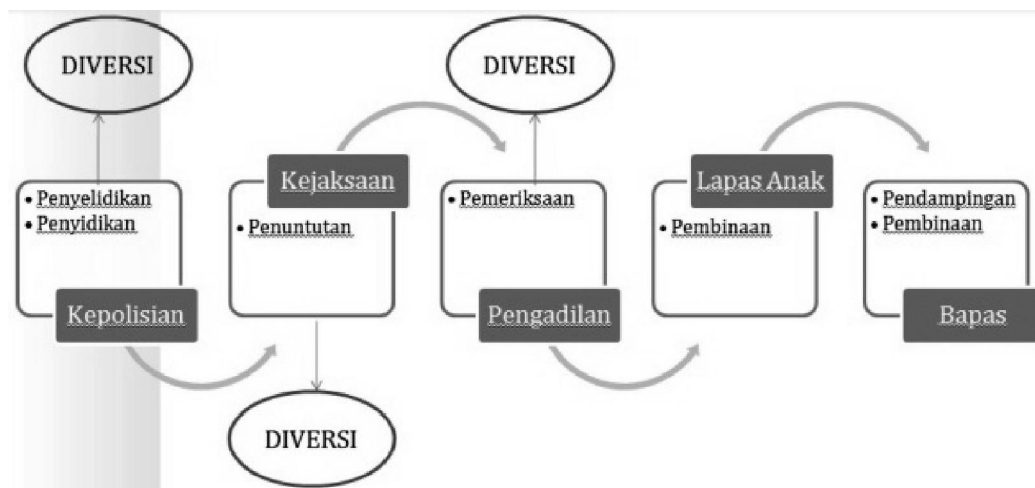 DIVERSI
DIVERSI
Kejaksaan
Lapas Anak
• Penyelidikan
• Penyidikan
• Penuntutan
• Pemeriksaan
• Pembinaan
• Pendampingan
• Pembinaan
Kepolisian
Pengadilan
Bapas
DIVERSI